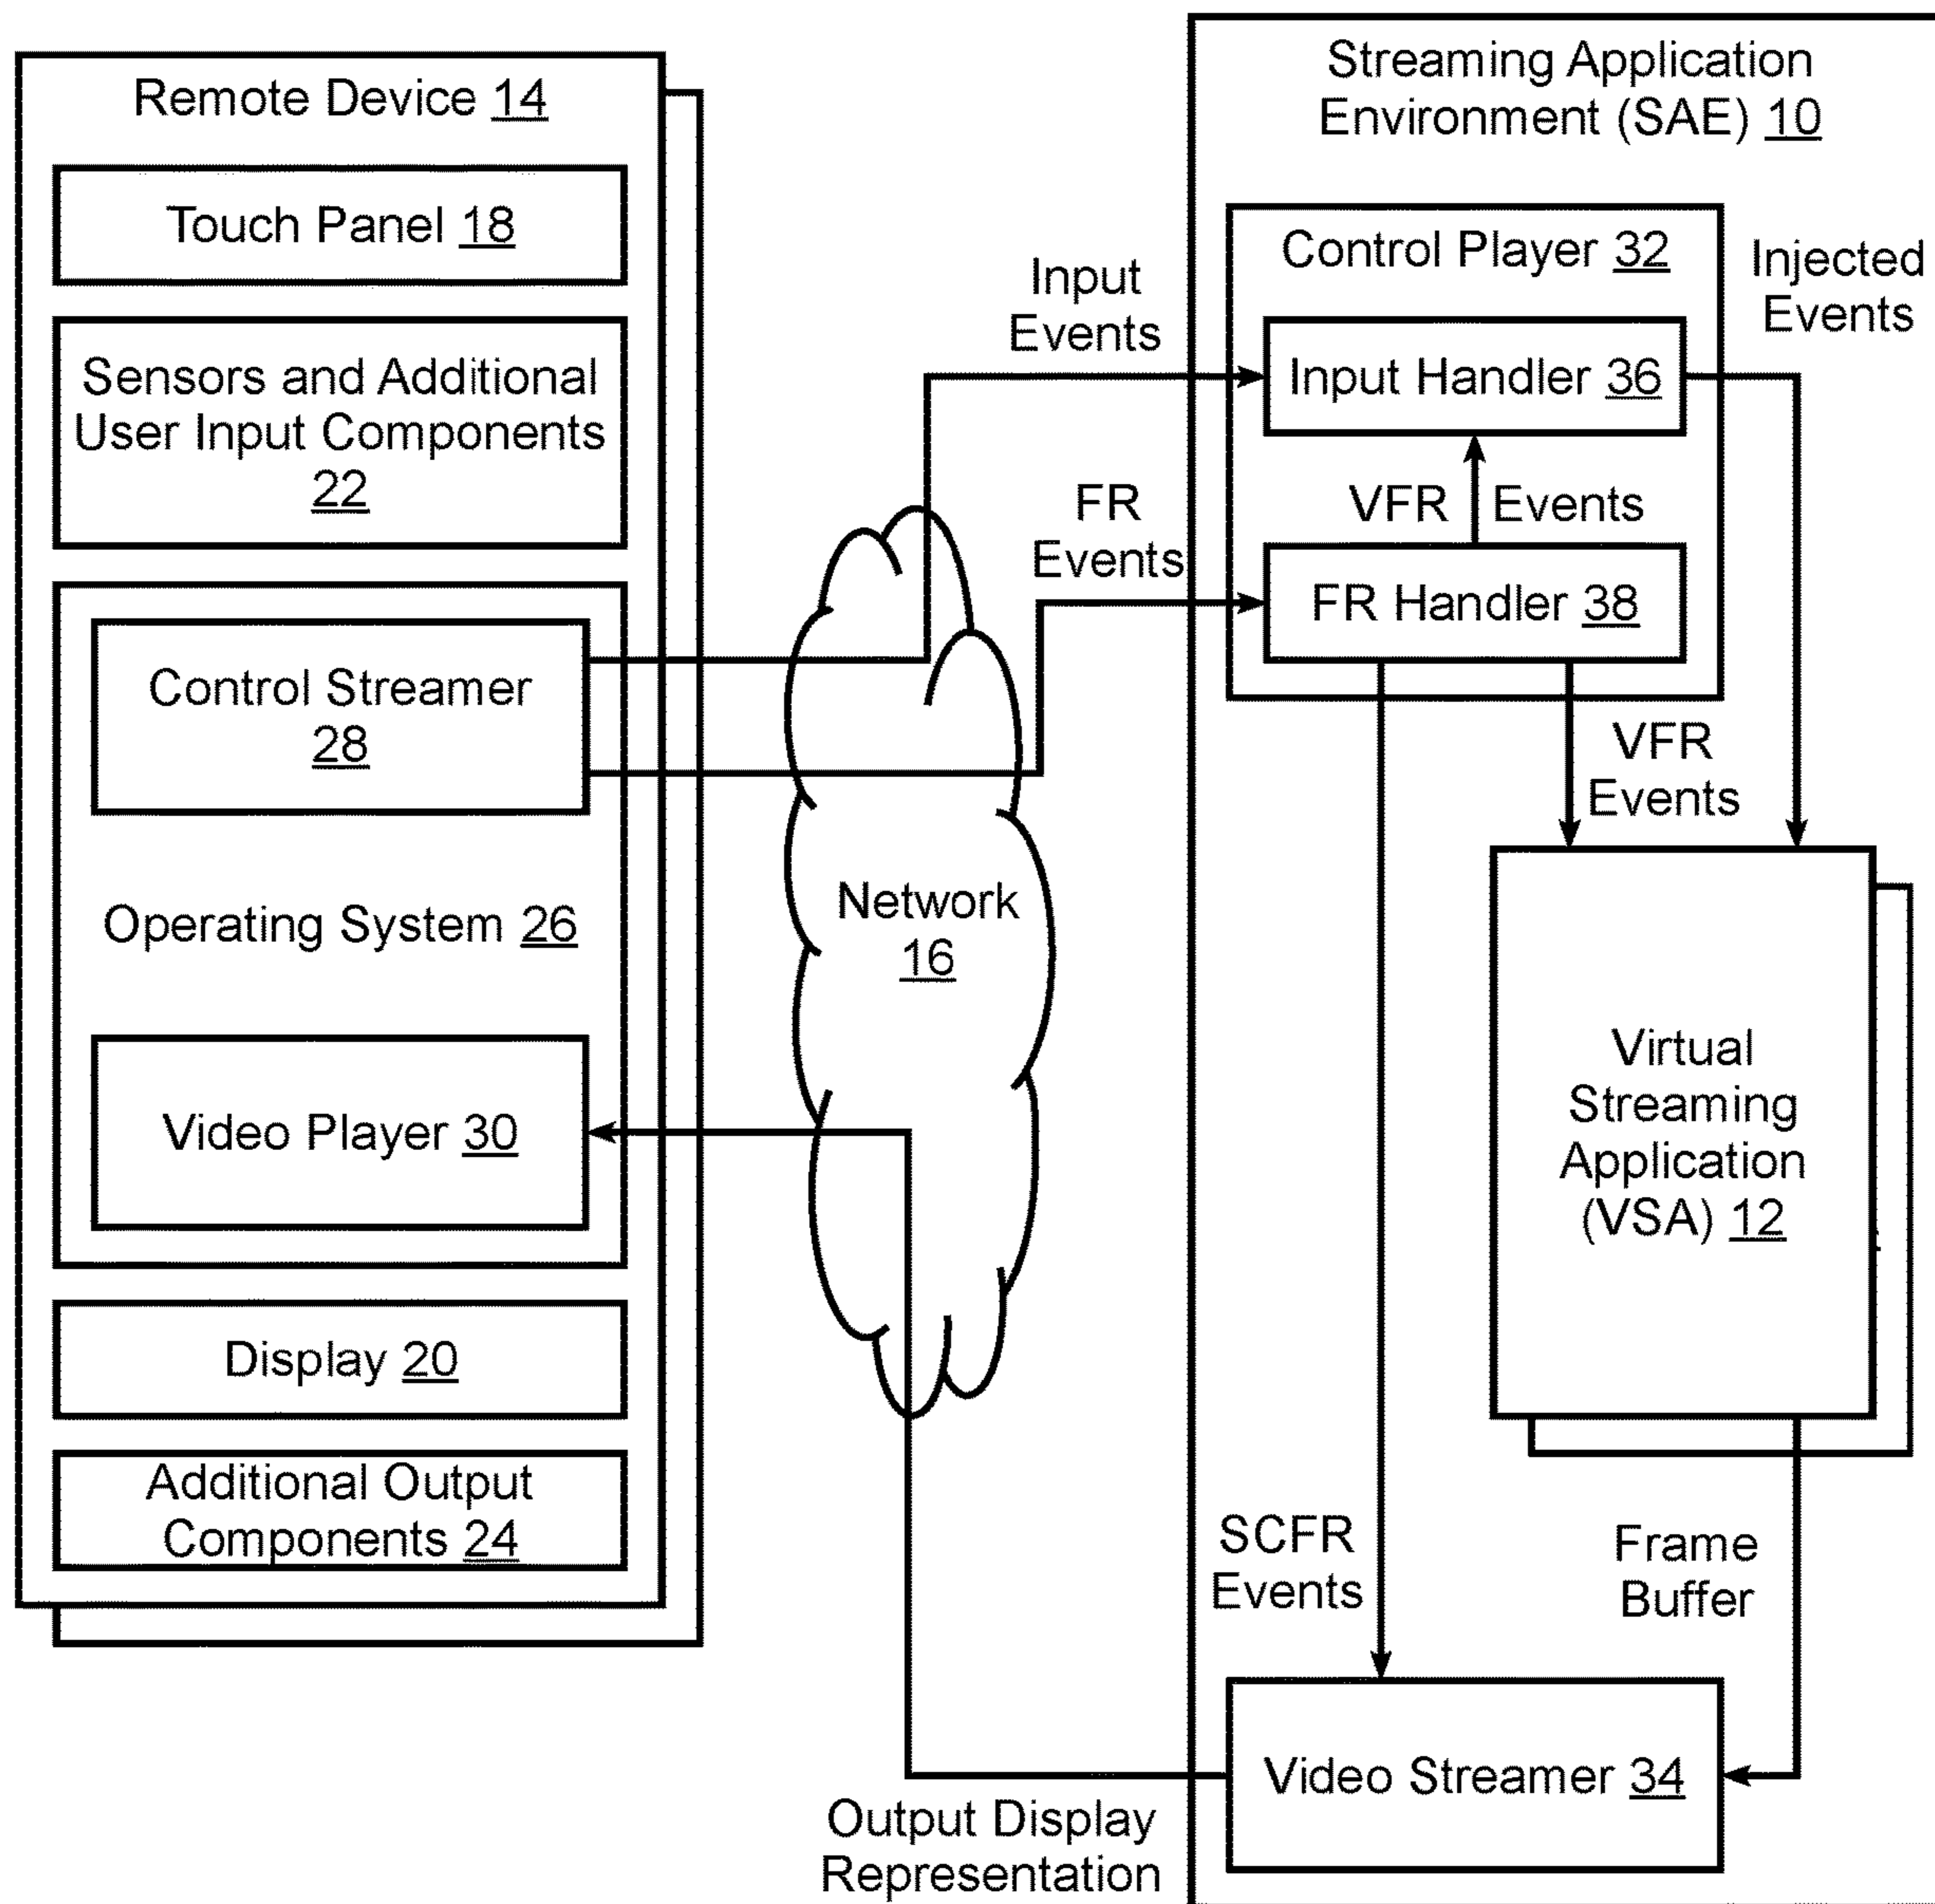 Remote Device 14
Touch Panel 18
Sensors and Additional
User Input Components
22
Control Streamer
28
Operating System 26
Video Player 30
Display 20
Additional Output
Components 24
Input
Events
FR
Events
Network
16
Output Display
Representation
Streaming Application
Environment (SAE) 10
Control Player 32
Input Handler 36
VFR Events
FR Handler 38
Injected
Events
VFR
Events
Virtual
Streaming
Application
(VSA) 12
SCFR
Events
Frame
Buffer
Video Streamer 34